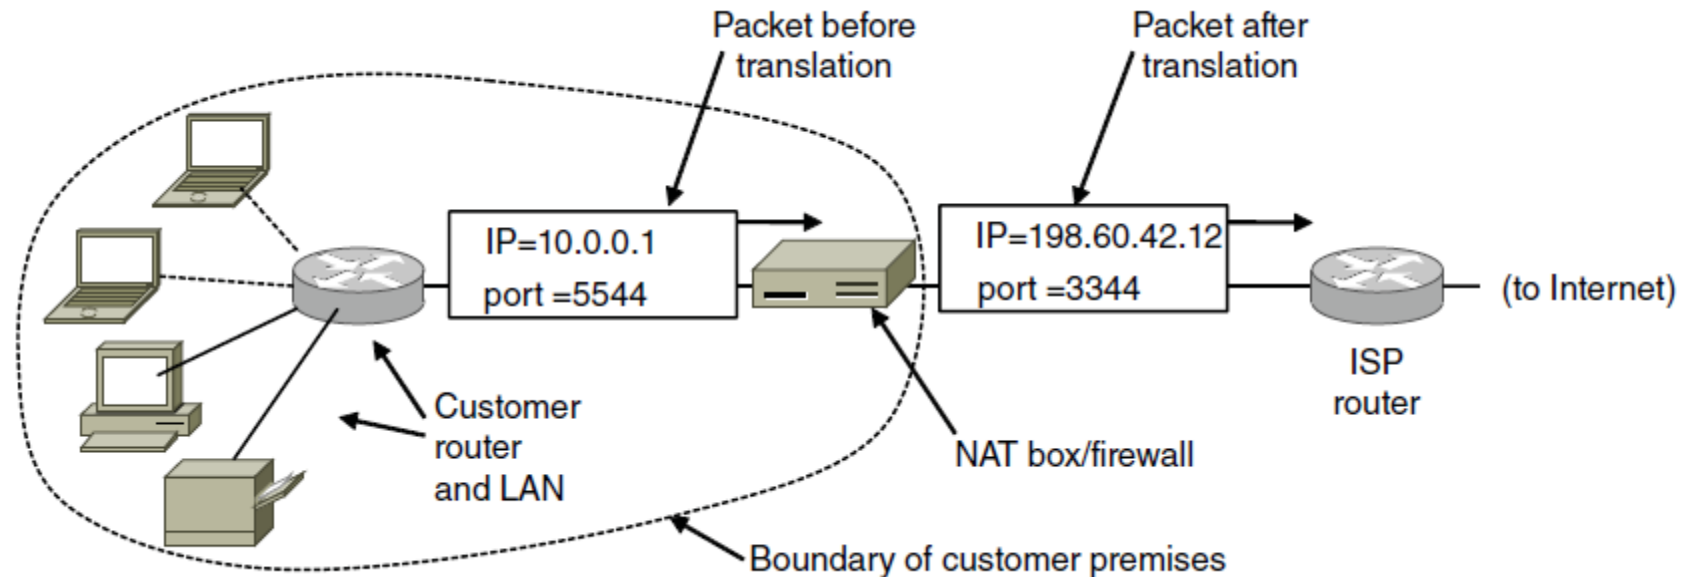 Packet before
translation
Packet after
translation
IP=10.0.0.1
port =5544
IP=198.60.42.12
port =3344
(to Internet)
ISP
router
Customer
router
and LAN
NAT box/firewall
Boundary of customer premises